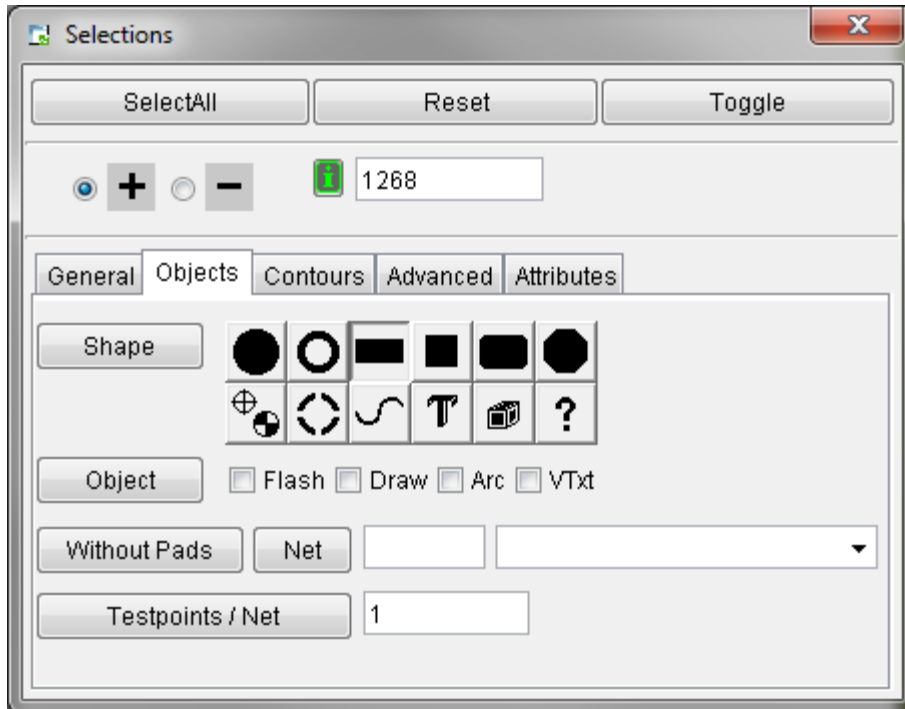 Selections
SelectAll Reset Toggle
+ − 1268
General Objects Contours Advanced Attributes
Shape
T ?
Object Flash Draw Arc VTxt
Without Pads Net
Testpoints / Net 1